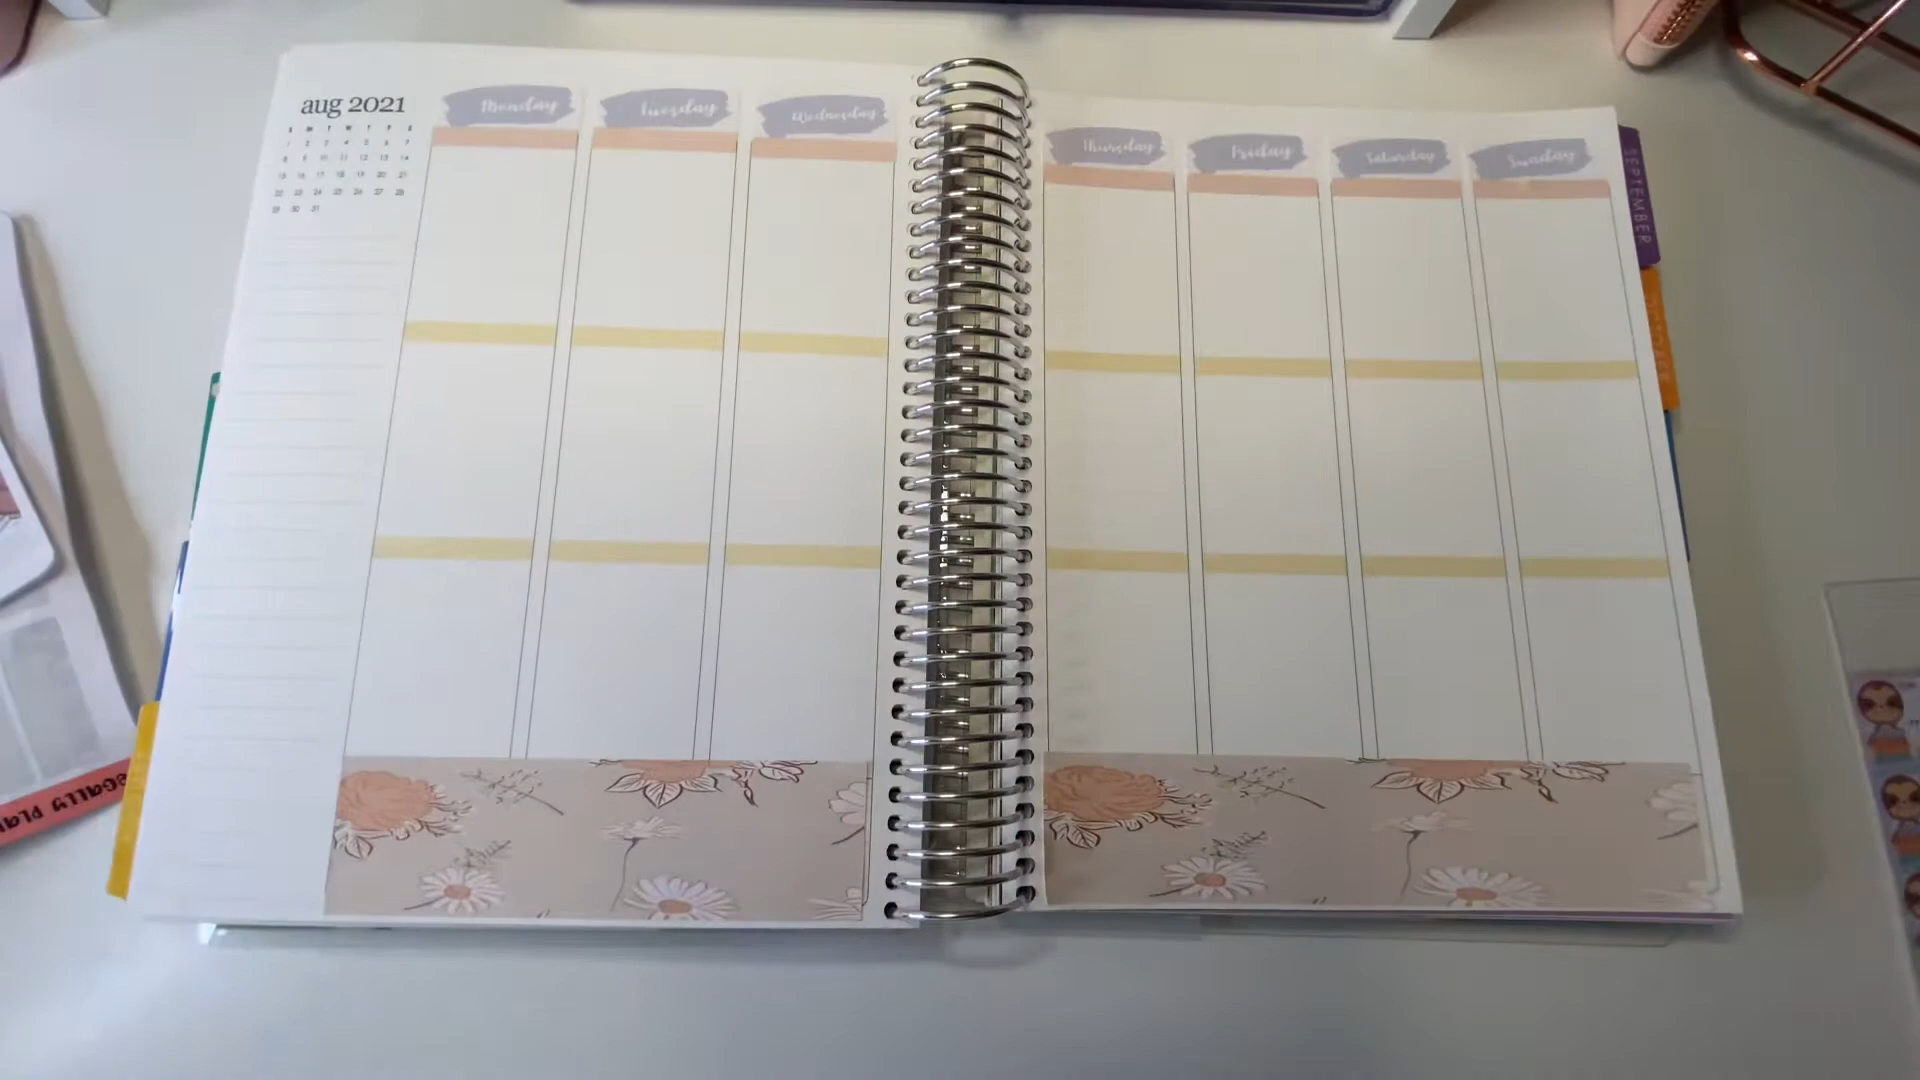 aug 2021
S M T W T F S
1 2 3 4 5 6 7
8 9 10 11 12 13 14
15 16 17 18 19 20 21
22 23 24 25 26 27 28
29 30 31
Monday
Tuesday
Wednesday
Thursday
Friday
Saturday
Sunday
SEPTEMBER
OCTOBER